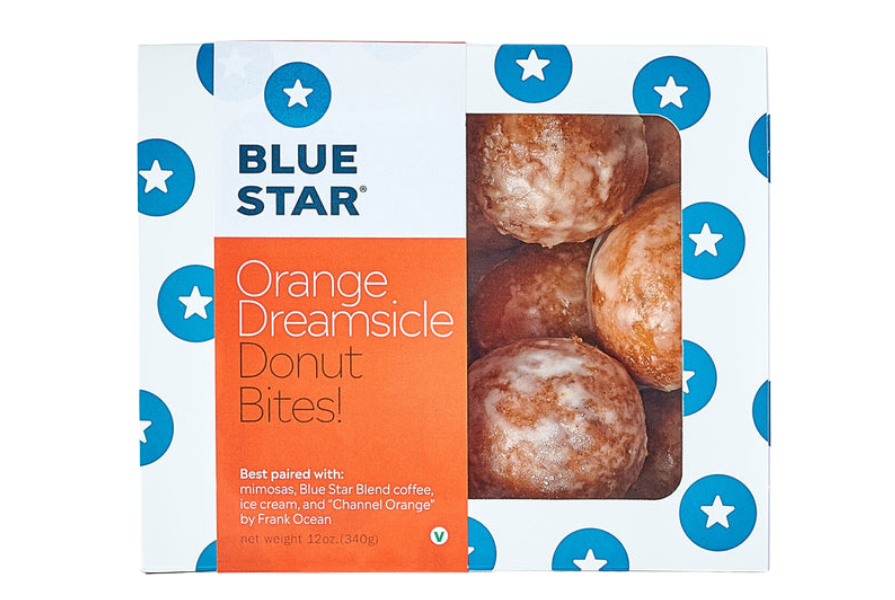 BLUE
STAR®
Orange
Dreamsicle
Donut
Bites!
Best paired with:
mimosas, Blue Star Blend coffee,
ice cream, and "Channel Orange"
by Frank Ocean
net weight 12oz.(340g)
V